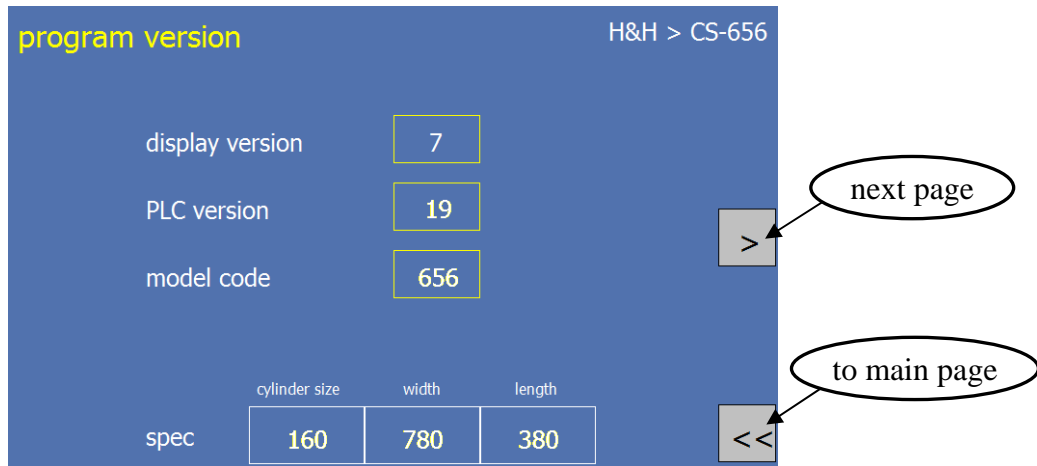 program version
H&H > CS-656
display version 7
PLC version 19
next page
>
model code 656
to main page
cylinder size width length
spec 160 780 380
<<